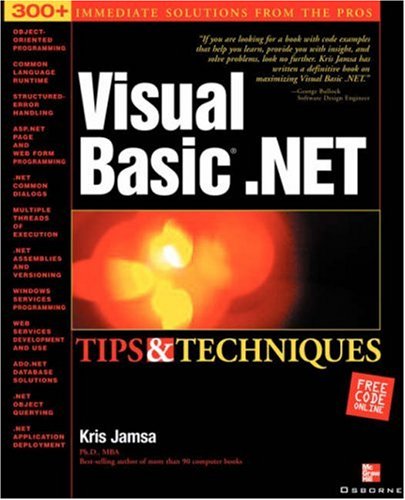 300+ IMMEDIATE SOLUTIONS FROM THE PROS
OBJECT-
ORIENTED
PROGRAMMING
COMMON
LANGUAGE
RUNTIME
STRUCTURED-
ERROR
HANDLING
ASP.NET
PAGE
AND WEB FORM
PROGRAMMING
.NET
COMMON
DIALOGS
MULTIPLE
THREADS
OF
EXECUTION
.NET
ASSEMBLIES
AND
VERSIONING
WINDOWS
SERVICES
PROGRAMMING
WEB
SERVICES
DEVELOPMENT
AND USE
ADO.NET
DATABASE
SOLUTIONS
.NET
OBJECT
QUERYING
.NET
APPLICATION
DEPLOYMENT
"If you are looking for a book with code examples
that help you learn, provide you with insight, and
solve problems, look no further. Kris Jamsa has
written a definitive book on
maximizing Visual Basic .NET."
—George Bullock
Software Design Engineer
Visual
Basic® .NET
TIPS & TECHNIQUES
FREE
CODE
ONLINE
Kris Jamsa
Ph.D., MBA
Best-selling author of more than 90 computer books
Mc
Graw
Hill
OSBORNE